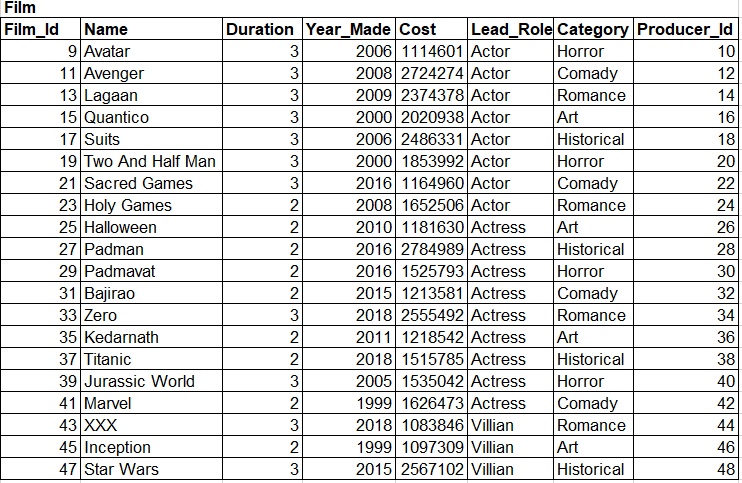 Film
Film_Id Name Duration Year_Made Cost Lead_Role Category Producer_Id
9 Avatar 3 2006 1114601 Actor Horror 10
11 Avenger 3 2008 2724274 Actor Comady 12
13 Lagaan 3 2009 2374378 Actor Romance 14
15 Quantico 3 2000 2020938 Actor Art 16
17 Suits 3 2006 2486331 Actor Historical 18
19 Two And Half Man 3 2000 1853992 Actor Horror 20
21 Sacred Games 3 2016 1164960 Actor Comady 22
23 Holy Games 2 2008 1652506 Actor Romance 24
25 Halloween 2 2010 1181630 Actress Art 26
27 Padman 2 2016 2784989 Actress Historical 28
29 Padmavat 2 2016 1525793 Actress Horror 30
31 Bajirao 2 2015 1213581 Actress Comady 32
33 Zero 3 2018 2555492 Actress Romance 34
35 Kedarnath 2 2011 1218542 Actress Art 36
37 Titanic 2 2018 1515785 Actress Historical 38
39 Jurassic World 3 2005 1535042 Actress Horror 40
41 Marvel 2 1999 1626473 Actress Comady 42
43 XXX 3 2018 1083846 Villian Romance 44
45 Inception 2 1999 1097309 Villian Art 46
47 Star Wars 3 2015 2567102 Villian Historical 48